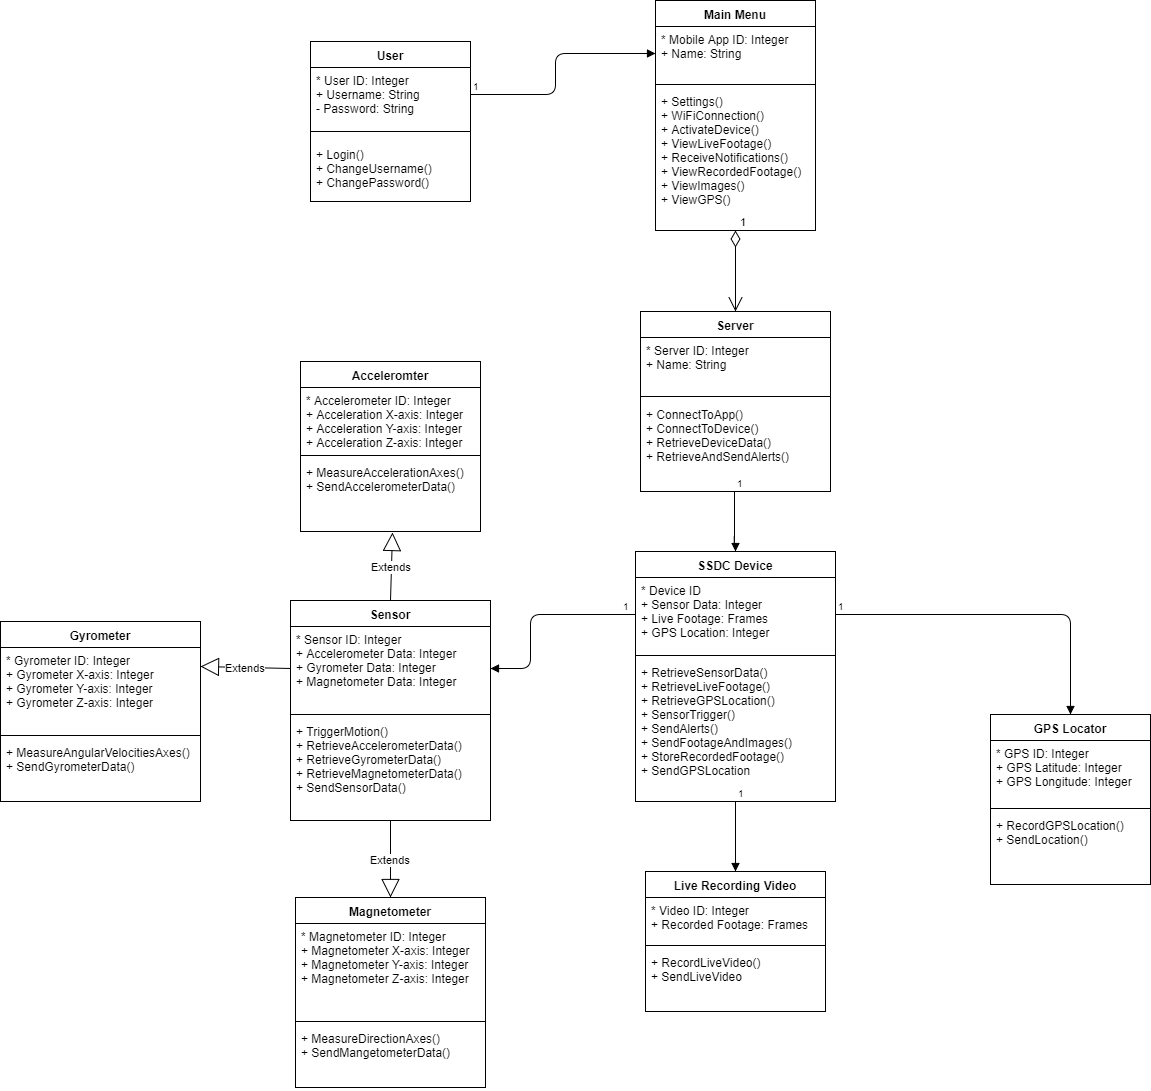 Main Menu
* Mobile App ID: Integer
+ Name: String
+ Settings()
+ WiFiConnection()
+ ActivateDevice()
+ ViewLiveFootage()
+ ReceiveNotifications()
+ ViewRecordedFootage()
+ ViewImages()
+ ViewGPS()
1
User
* User ID: Integer
+ Username: String
- Password: String
+ Login()
+ ChangeUsername()
+ ChangePassword()
1
Server
* Server ID: Integer
+ Name: String
+ ConnectToApp()
+ ConnectToDevice()
+ RetrieveDeviceData()
+ RetrieveAndSendAlerts()
1
Acceleromter
* Accelerometer ID: Integer
+ Acceleration X-axis: Integer
+ Acceleration Y-axis: Integer
+ Acceleration Z-axis: Integer
+ MeasureAccelerationAxes()
+ SendAccelerometerData()
Extends
SSDC Device
* Device ID
+ Sensor Data: Integer
+ Live Footage: Frames
+ GPS Location: Integer
+ RetrieveSensorData()
+ RetrieveLiveFootage()
+ RetrieveGPSLocation()
+ SensorTrigger()
+ SendAlerts()
+ SendFootageAndImages()
+ StoreRecordedFootage()
+ SendGPSLocation
1
1
1
Sensor
* Sensor ID: Integer
+ Accelerometer Data: Integer
+ Gyrometer Data: Integer
+ Magnetometer Data: Integer
+ TriggerMotion()
+ RetrieveAccelerometerData()
+ RetrieveGyrometerData()
+ RetrieveMagnetometerData()
+ SendSensorData()
Extends
Gyrometer
* Gyrometer ID: Integer
+ Gyrometer X-axis: Integer
+ Gyrometer Y-axis: Integer
+ Gyrometer Z-axis: Integer
+ MeasureAngularVelocitiesAxes()
+ SendGyrometerData()
Extends
GPS Locator
* GPS ID: Integer
+ GPS Latitude: Integer
+ GPS Longitude: Integer
+ RecordGPSLocation()
+ SendLocation()
Live Recording Video
* Video ID: Integer
+ Recorded Footage: Frames
+ RecordLiveVideo()
+ SendLiveVideo
Magnetometer
* Magnetometer ID: Integer
+ Magnetometer X-axis: Integer
+ Magnetometer Y-axis: Integer
+ Magnetometer Z-axis: Integer
+ MeasureDirectionAxes()
+ SendMangetometerData()